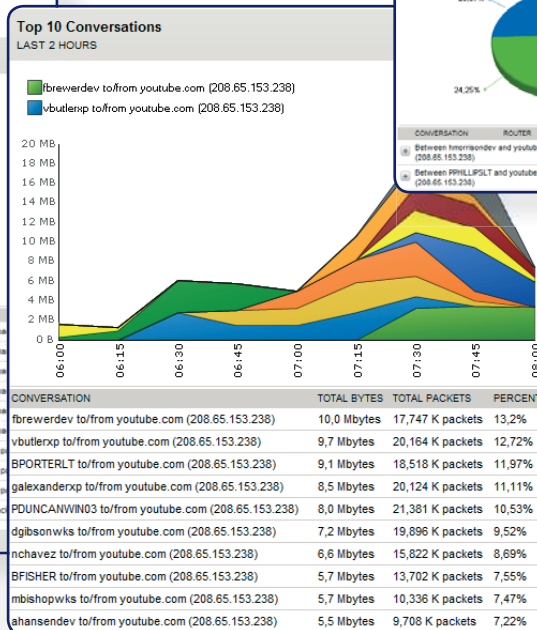 Top 10 Conversations
LAST 2 HOURS
fbrewerdev to/from youtube.com (208.65.153.238)
vbutlerxp to/from youtube.com (208.65.153.238)
20 MB
18 MB
16 MB
14 MB
12 MB
10 MB
8 MB
6 MB
4 MB
2 MB
0 B
06:00 06:15 06:30 06:45 07:00 07:15 07:30 07:45 08:00
24,25%
CONVERSATION ROUTER
Between hmorrisondev and youtub
(208.65.153.238)
Between PPHILLIPSLT and youtube
(208.65.153.238)
CONVERSATION TOTAL BYTES TOTAL PACKETS PERCENT
fbrewerdev to/from youtube.com (208.65.153.238) 10,0 Mbytes 17,747 K packets 13,2%
vbutlerxp to/from youtube.com (208.65.153.238) 9,7 Mbytes 20,164 K packets 12,72%
BPORTERLT to/from youtube.com (208.65.153.238) 9,1 Mbytes 18,518 K packets 11,97%
galexanderxp to/from youtube.com (208.65.153.238) 8,5 Mbytes 20,124 K packets 11,11%
PDUNCANWIN03 to/from youtube.com (208.65.153.238) 8,0 Mbytes 21,381 K packets 10,53%
dgibsonwks to/from youtube.com (208.65.153.238) 7,2 Mbytes 19,896 K packets 9,52%
nchavez to/from youtube.com (208.65.153.238) 6,6 Mbytes 15,822 K packets 8,69%
BFISHER to/from youtube.com (208.65.153.238) 5,7 Mbytes 13,702 K packets 7,55%
mbishopwks to/from youtube.com (208.65.153.238) 5,7 Mbytes 10,336 K packets 7,47%
ahansendev to/from youtube.com (208.65.153.238) 5,5 Mbytes 9,708 K packets 7,22%